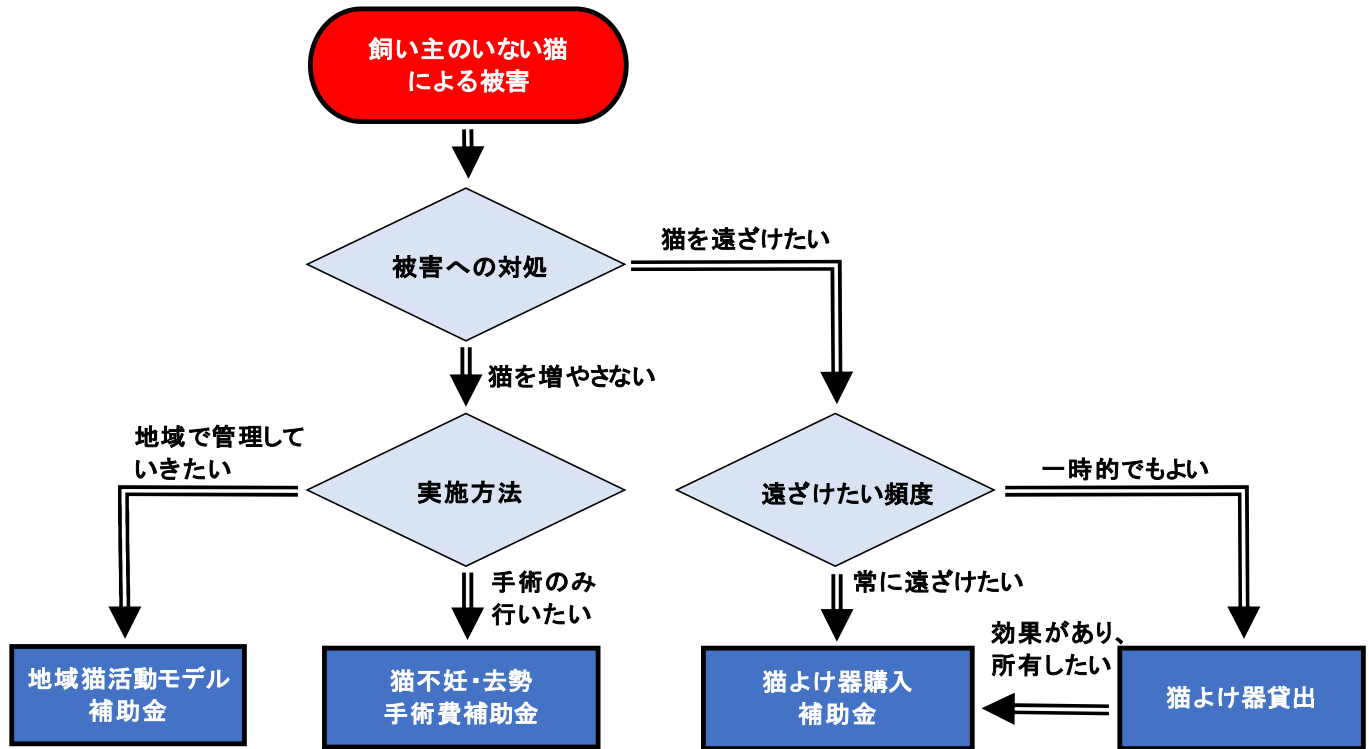 飼い主のいない猫
による被害
被害への対処
猫を遠ざけたい
猫を増やさない
地域で管理して
いきたい
実施方法
遠ざけたい頻度
一時的でもよい
手術のみ
行いたい
常に遠ざけたい
効果があり、
所有したい
地域猫活動モデル
補助金
猫不妊・去勢
手術費補助金
猫よけ器購入
補助金
猫よけ器貸出